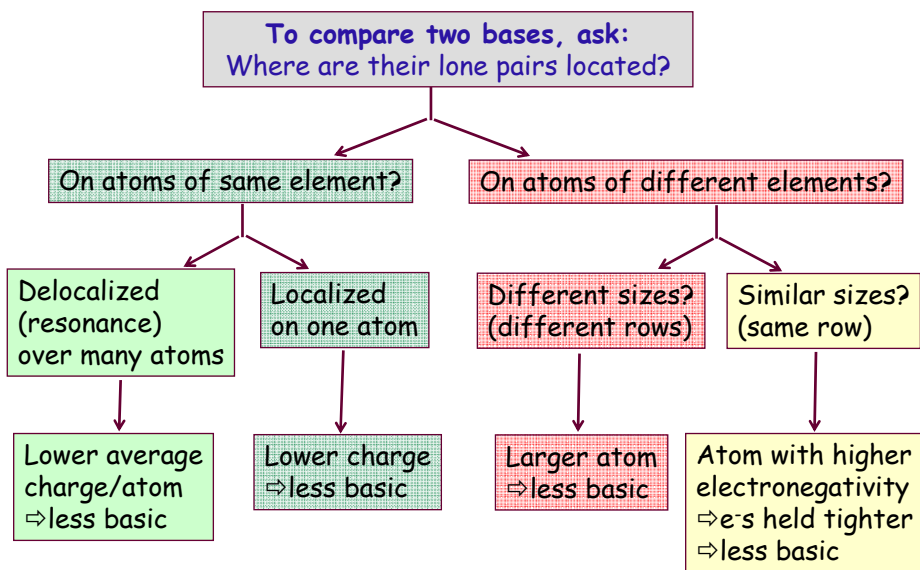 To compare two bases, ask:
Where are their lone pairs located?
On atoms of same element?
On atoms of different elements?
Delocalized
(resonance)
over many atoms
Localized
on one atom
Different sizes?
(different rows)
Similar sizes?
(same row)
Lower average
charge/atom
⇨less basic
Lower charge
⇨less basic
Larger atom
⇨less basic
Atom with higher
electronegativity
⇨e⁻s held tighter
⇨less basic